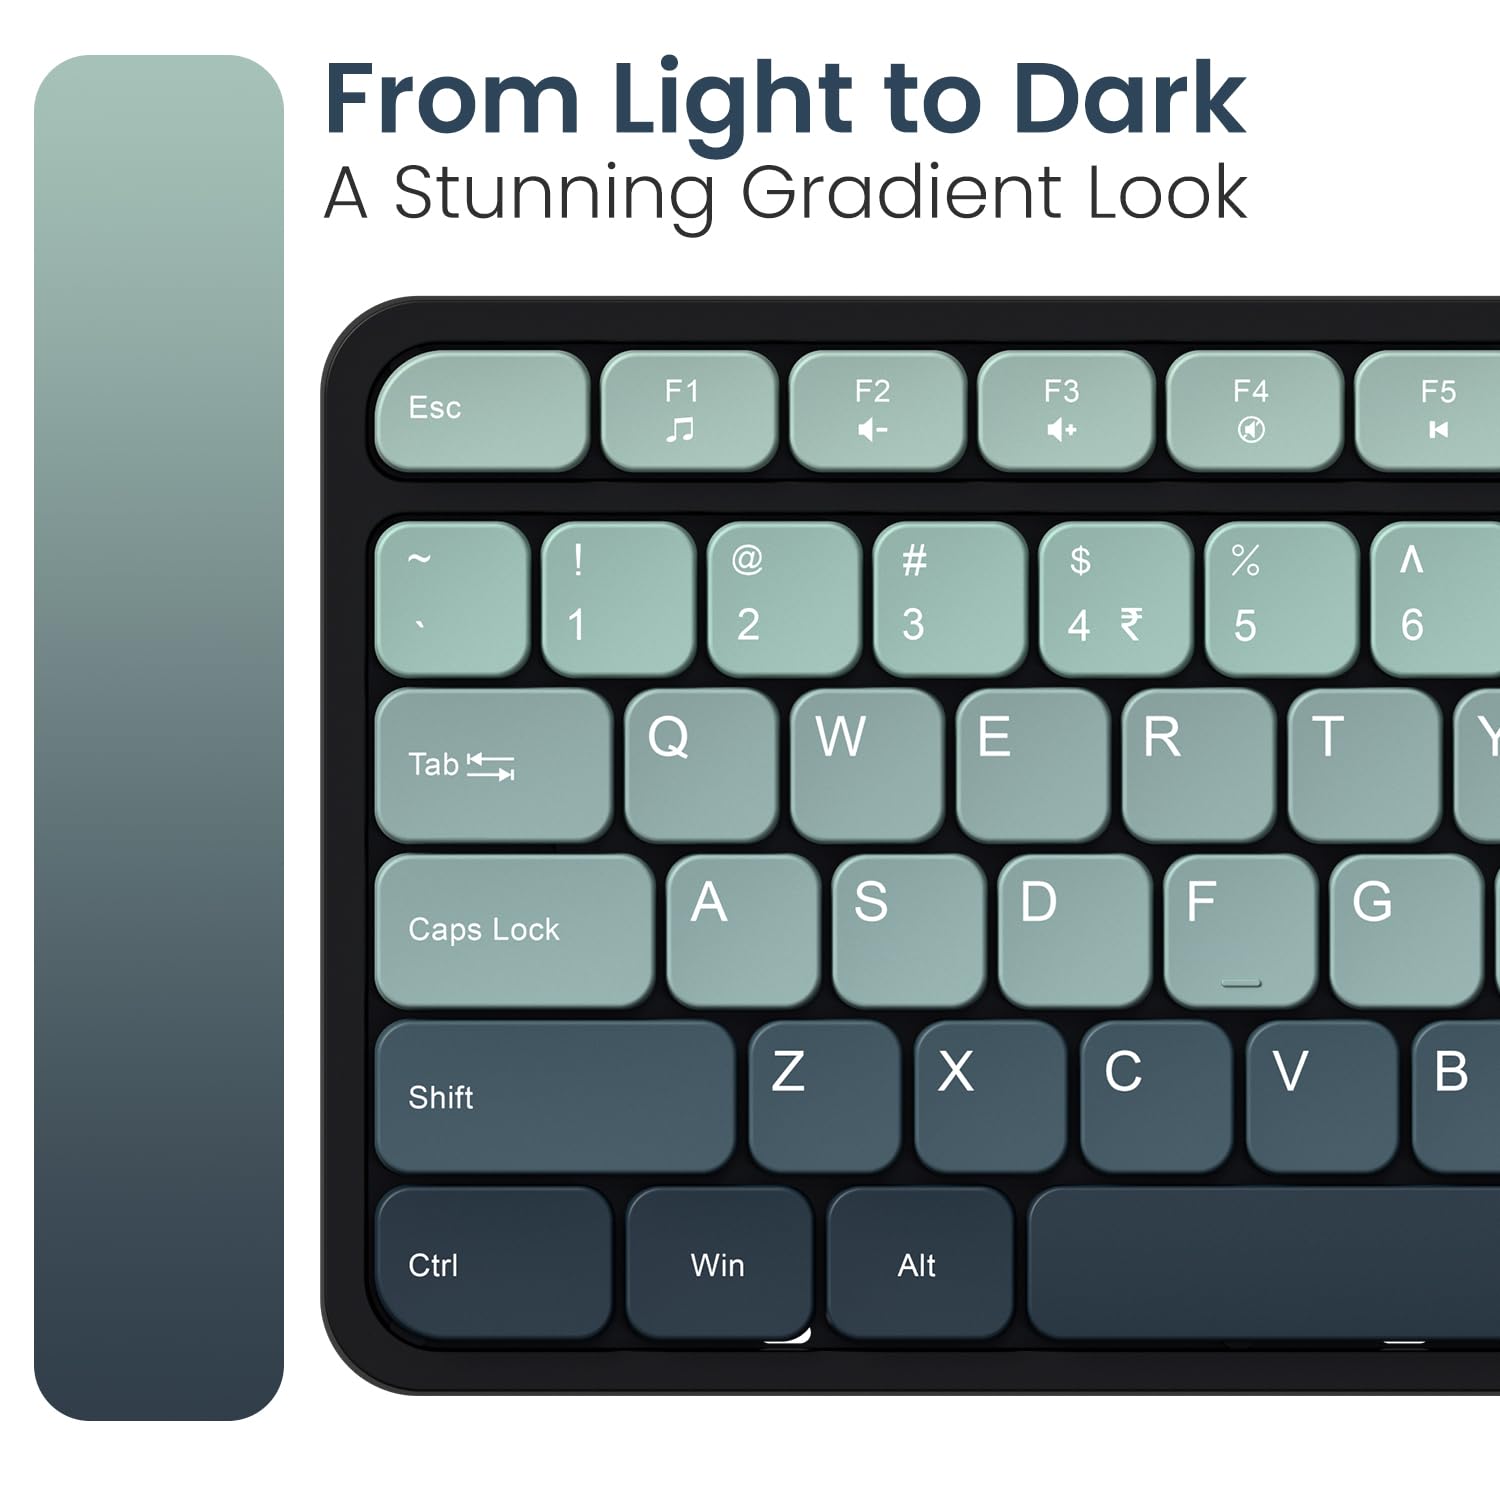 From Light to Dark
A Stunning Gradient Look
Esc F1 F2 F3 F4 F5
~ ! @ # $ % ^
` 1 2 3 4 ₹ 5 6
Tab Q W E R T Y
Caps Lock A S D F G
Shift Z X C V B
Ctrl Win Alt